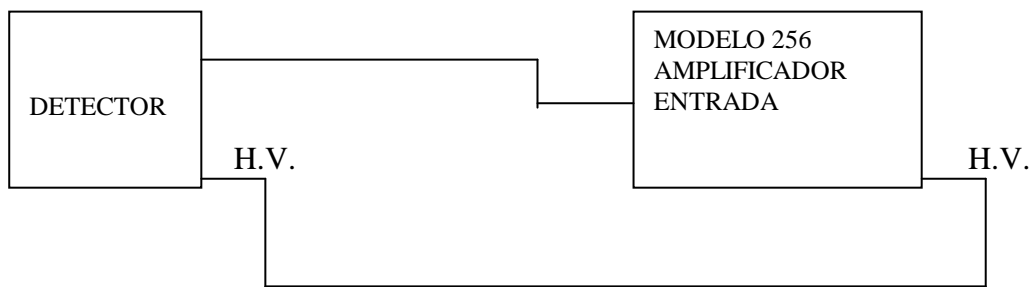 DETECTOR
H.V.
MODELO 256
AMPLIFICADOR
ENTRADA
H.V.